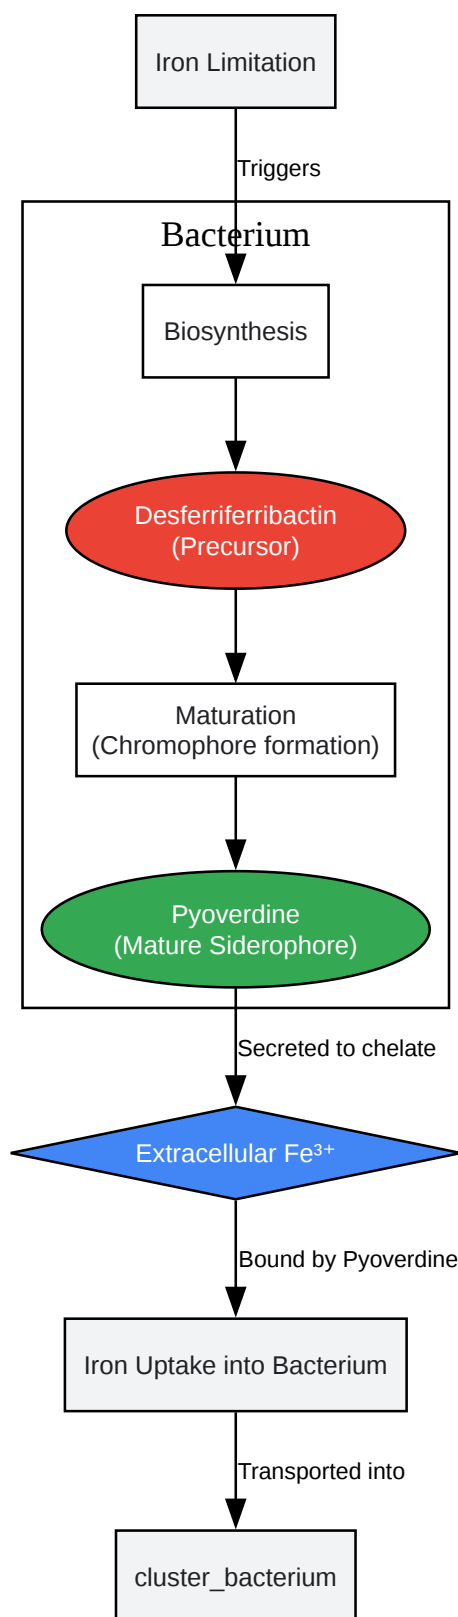 Iron Limitation
Triggers
Bacterium
Biosynthesis
Desferriferribactin
(Precursor)
Maturation
(Chromophore formation)
Pyoverdine
(Mature Siderophore)
Secreted to chelate
Extracellular Fe³⁺
Bound by Pyoverdine
Iron Uptake into Bacterium
Transported into
cluster_bacterium